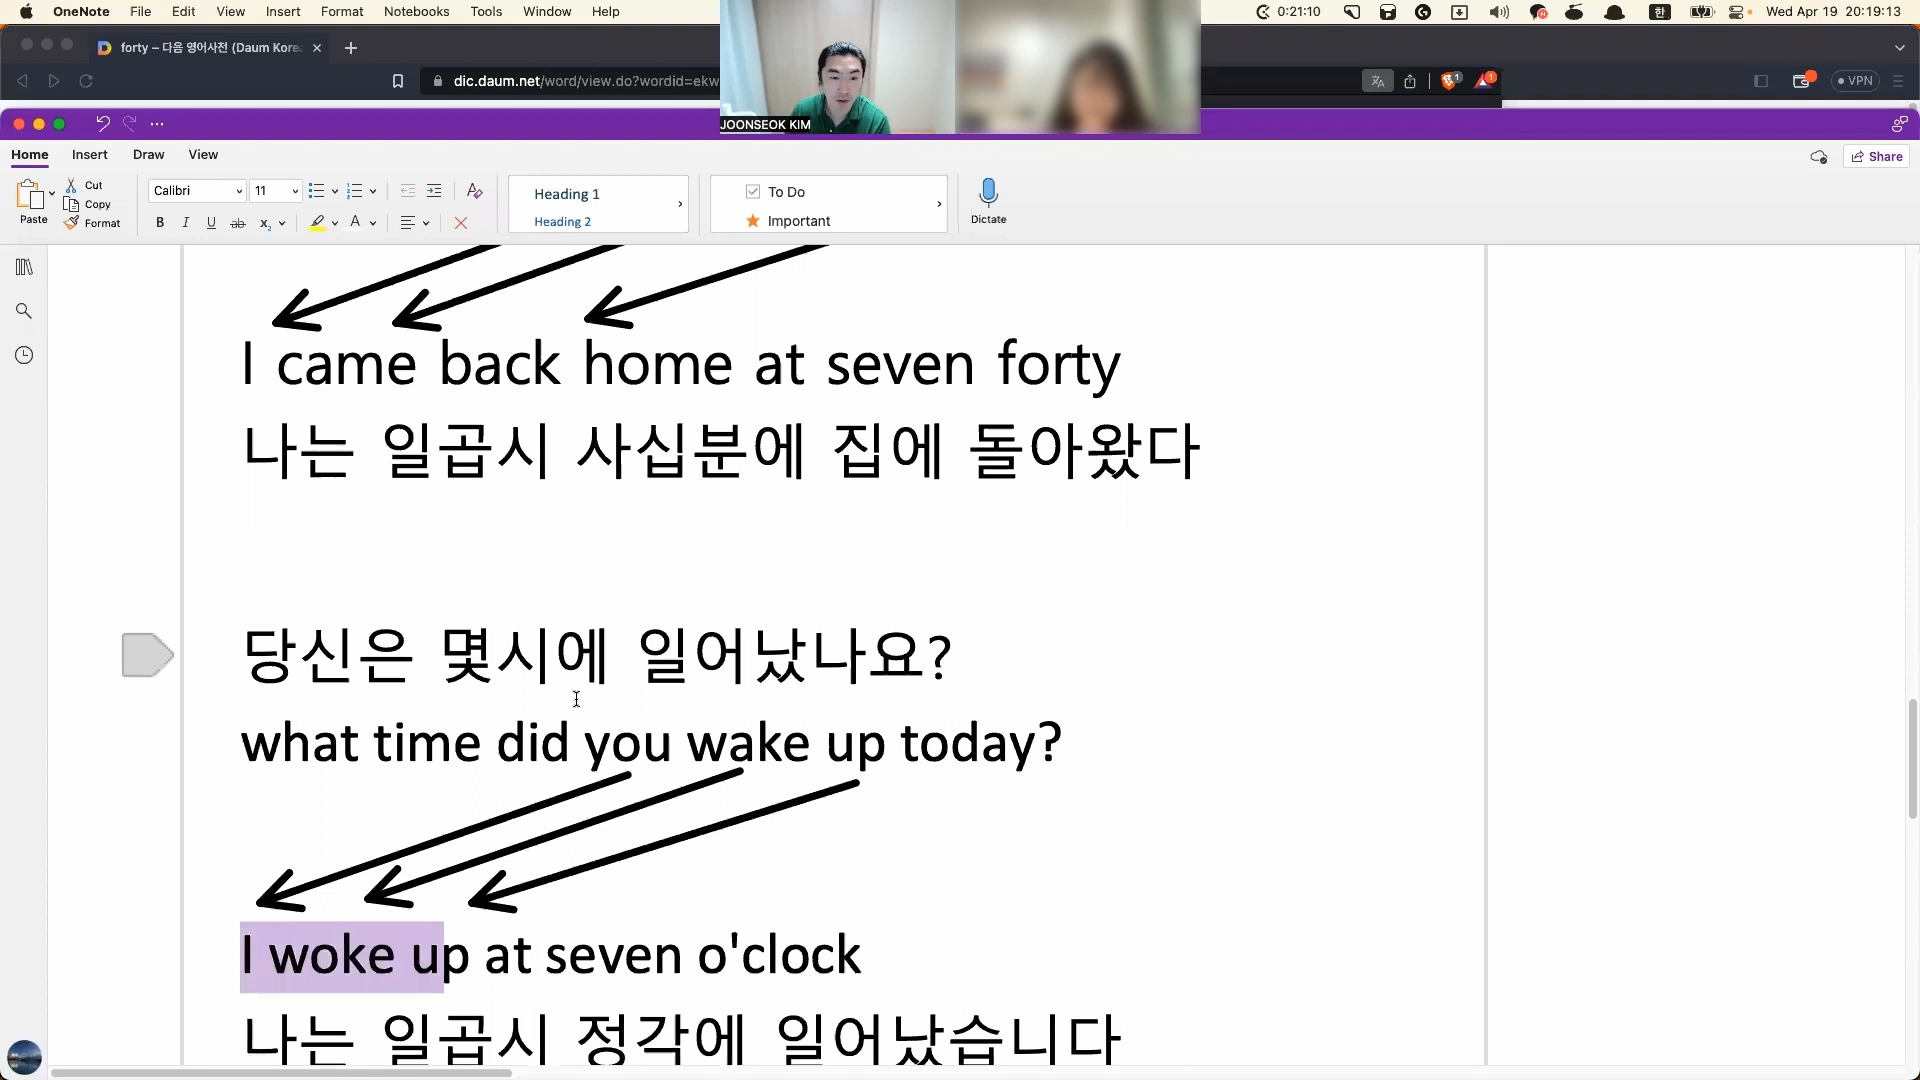 OneNote File Edit View Insert Format Notebooks Tools Window Help
0:21:10 한 Wed Apr 19 20:19:13
forty – 다음 영어사전 (Daum Kore
dic.daum.net/word/view.do?wordid=ekw
1 1 VPN
JOONSEOK KIM
Home Insert Draw View
Share
Paste
Cut
Copy
Format
Calibri 11
B I U ab x₂ A
Heading 1
Heading 2
To Do
Important
Dictate
I came back home at seven forty
나는 일곱시 사십분에 집에 돌아왔다
당신은 몇시에 일어났나요?
what time did you wake up today?
I woke up at seven o'clock
나는 일곱시 정각에 일어났습니다